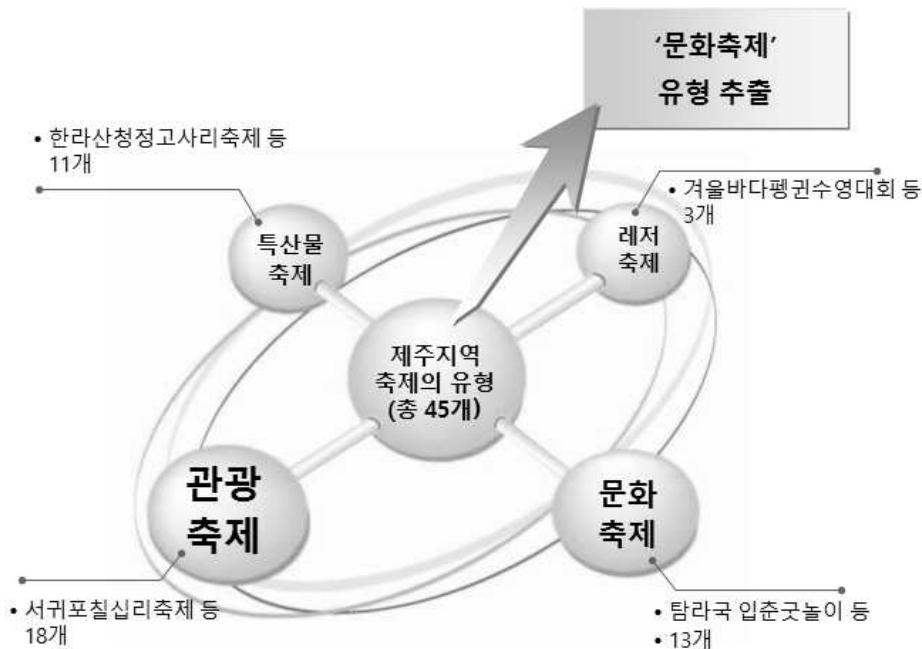 ‘문화축제’
유형 추출
• 한라산청정고사리축제 등
11개
• 겨울바다펭귄수영대회 등
3개
특산물
축제
레저
축제
제주지역
축제의 유형
(총 45개)
관광
축제
문화
축제
• 서귀포칠십리축제 등
18개
• 탐라국 입춘굿놀이 등
• 13개